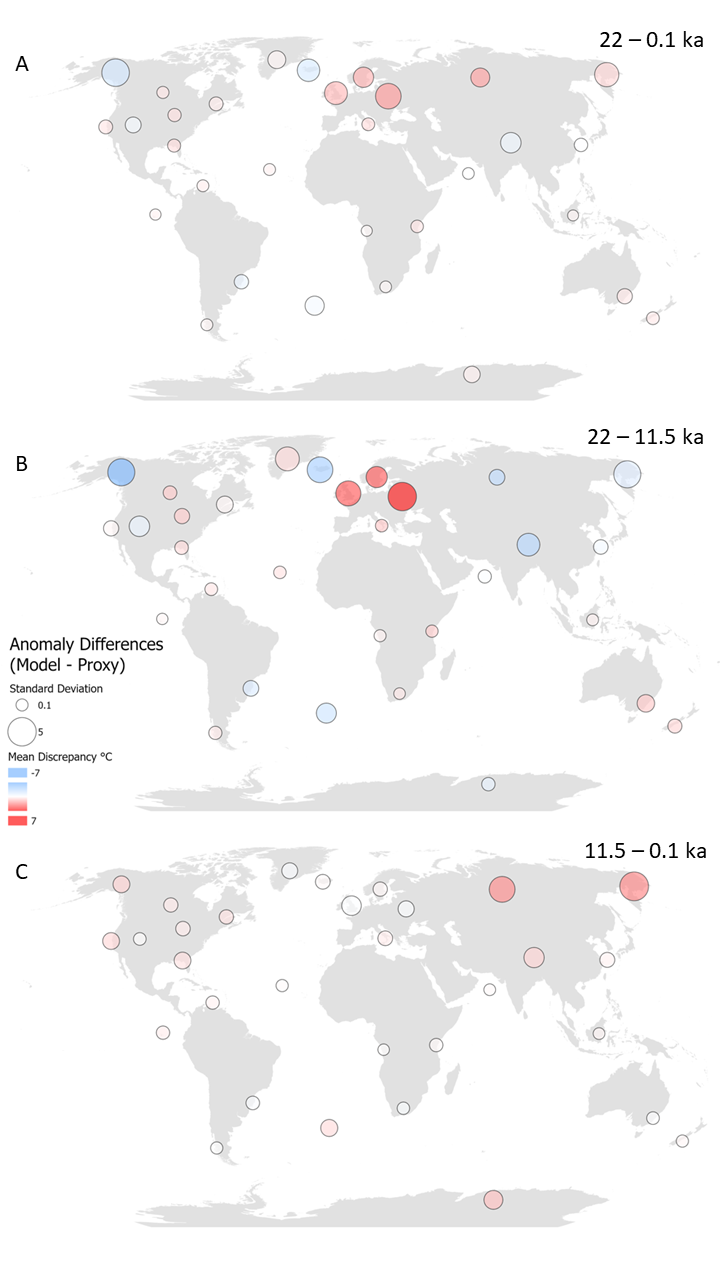 22 – 0.1 ka
A
22 – 11.5 ka
B
Anomaly Differences
(Model - Proxy)
Standard Deviation
0.1
5
Mean Discrepancy °C
-7
7
11.5 – 0.1 ka
C